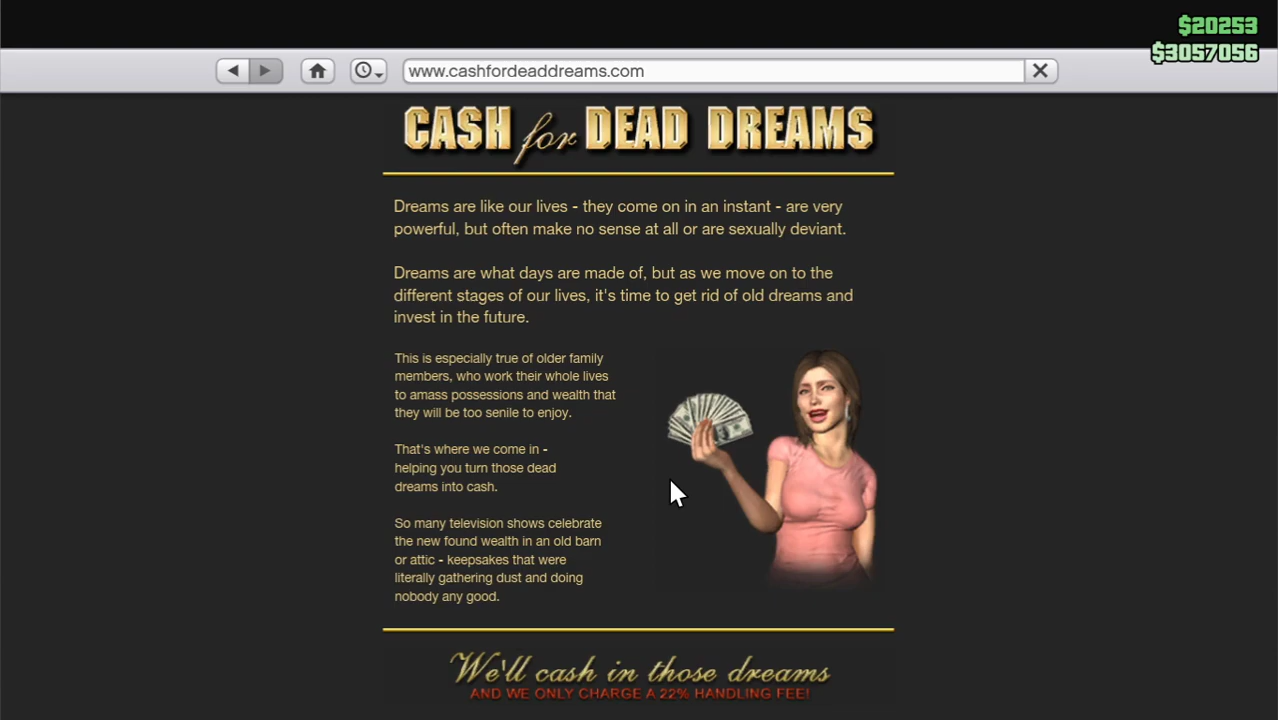 $20253
$3057056
www.cashfordeaddreams.com
CASH for DEAD DREAMS
Dreams are like our lives - they come on in an instant - are very
powerful, but often make no sense at all or are sexually deviant.
Dreams are what days are made of, but as we move on to the
different stages of our lives, it's time to get rid of old dreams and
invest in the future.
This is especially true of older family
members, who work their whole lives
to amass possessions and wealth that
they will be too senile to enjoy.
That's where we come in -
helping you turn those dead
dreams into cash.
So many television shows celebrate
the new found wealth in an old barn
or attic - keepsakes that were
literally gathering dust and doing
nobody any good.
We'll cash in those dreams
AND WE ONLY CHARGE A 22% HANDLING FEE!